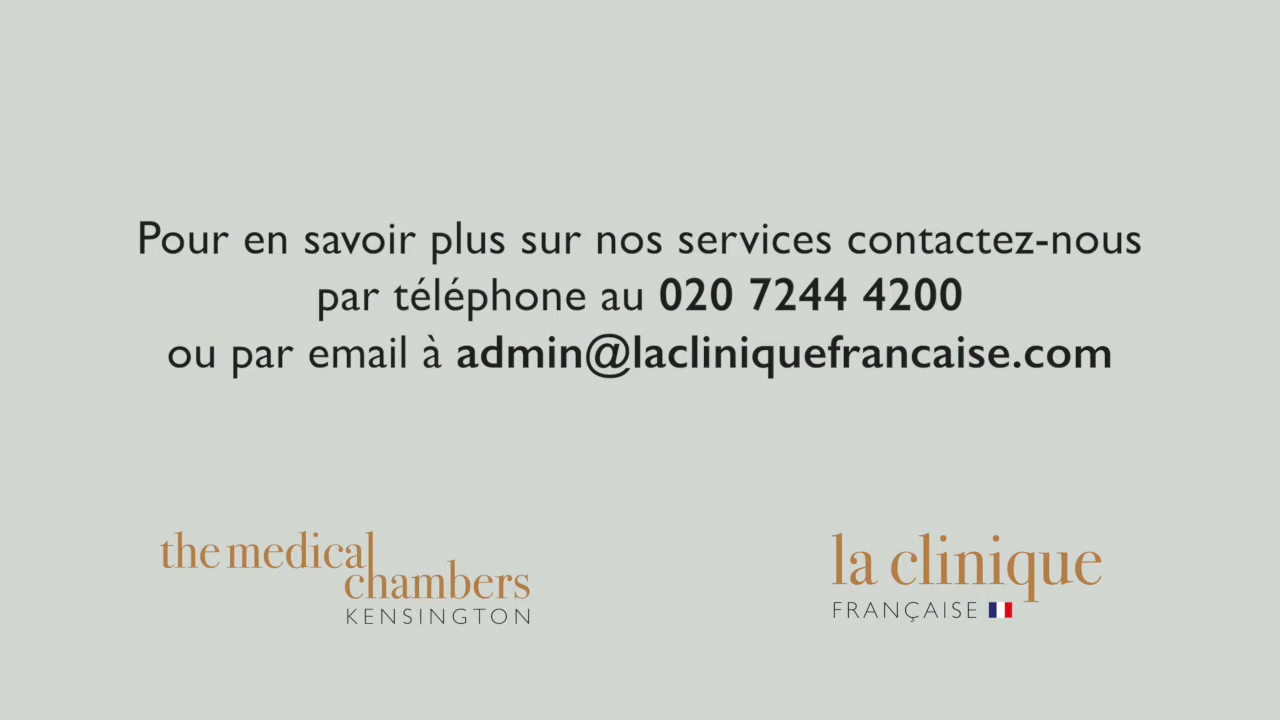 Pour en savoir plus sur nos services contactez-nous
par téléphone au 020 7244 4200
ou par email à admin@lacliniquefrancaise.com
the medical
chambers
KENSINGTON
la clinique
FRANÇAISE